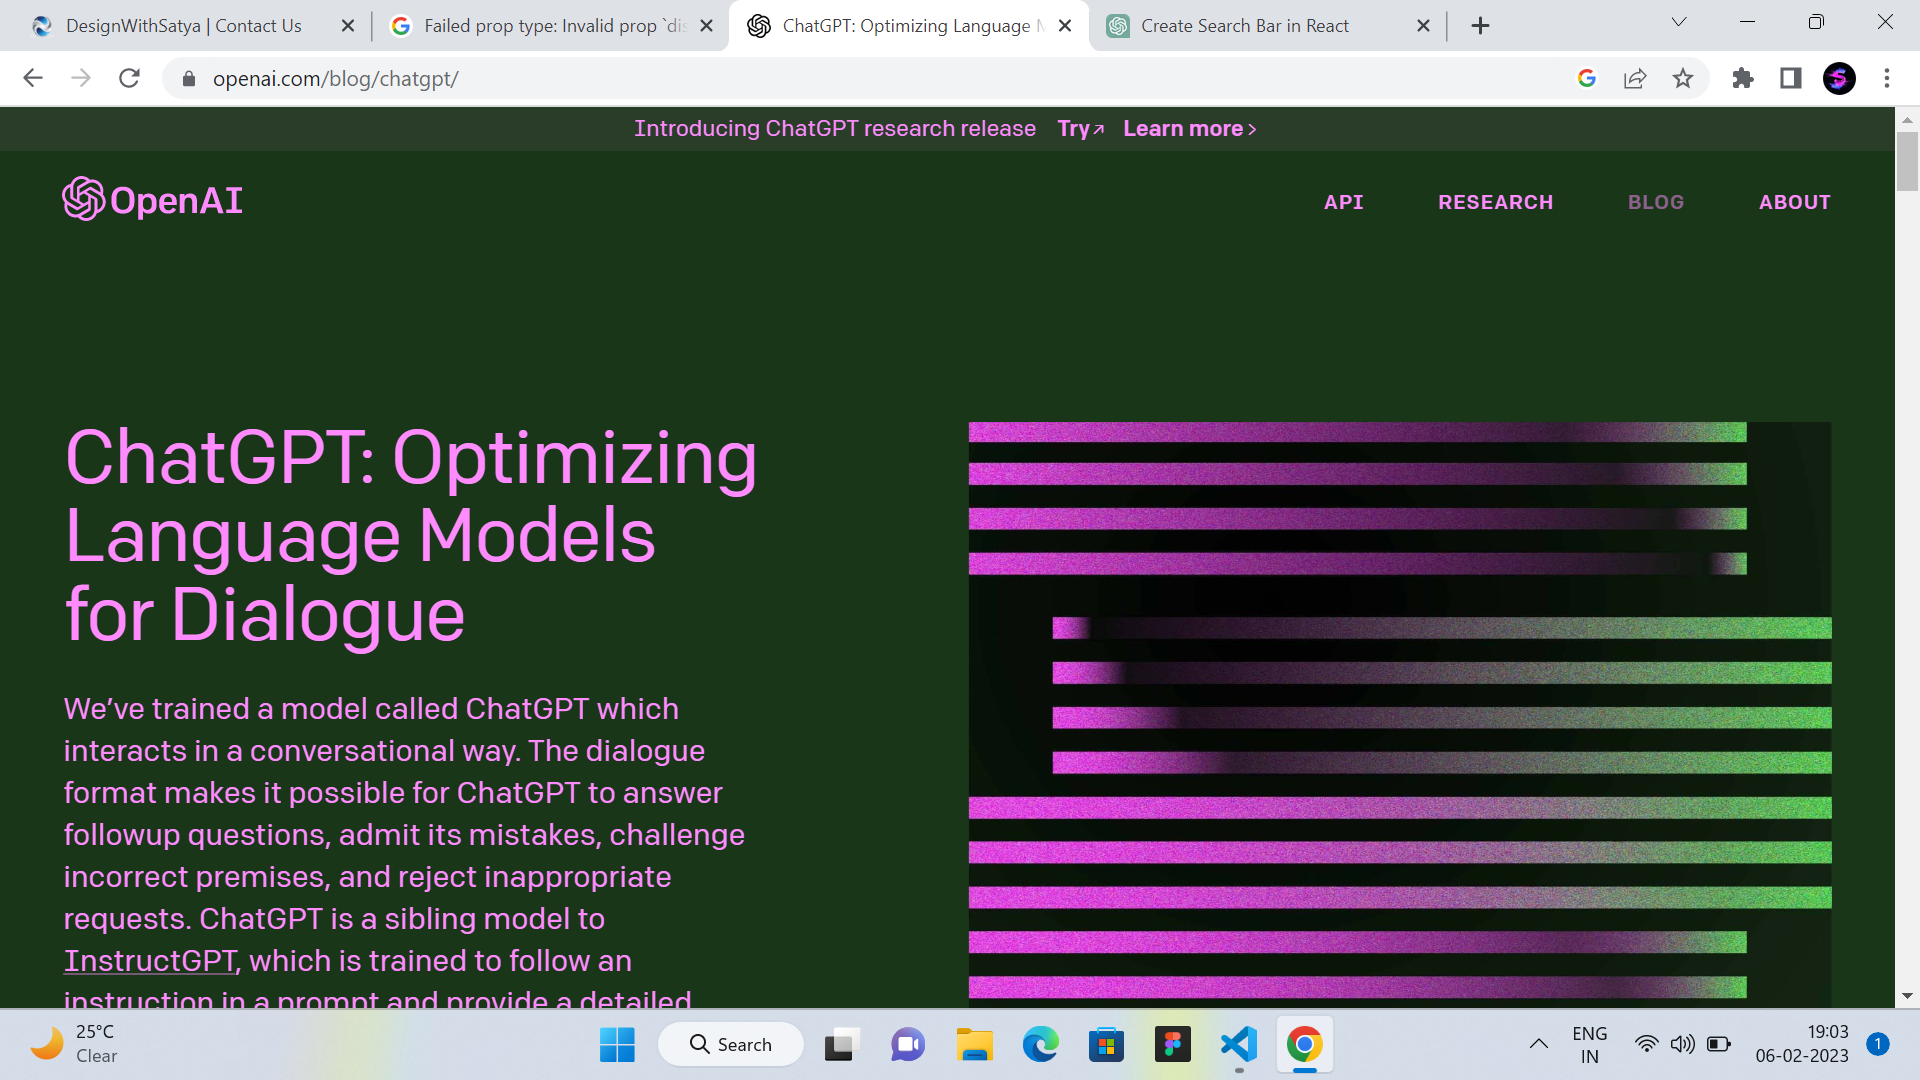 DesignWithSatya | Contact Us
Failed prop type: Invalid prop `dis
ChatGPT: Optimizing Language M
Create Search Bar in React
openai.com/blog/chatgpt/
Introducing ChatGPT research release Try↗ Learn more >
OpenAI
API RESEARCH BLOG ABOUT
ChatGPT: Optimizing
Language Models
for Dialogue
We’ve trained a model called ChatGPT which
interacts in a conversational way. The dialogue
format makes it possible for ChatGPT to answer
followup questions, admit its mistakes, challenge
incorrect premises, and reject inappropriate
requests. ChatGPT is a sibling model to
InstructGPT, which is trained to follow an
instruction in a prompt and provide a detailed
25°C
Clear
Search
ENG
IN
19:03
06-02-2023
1